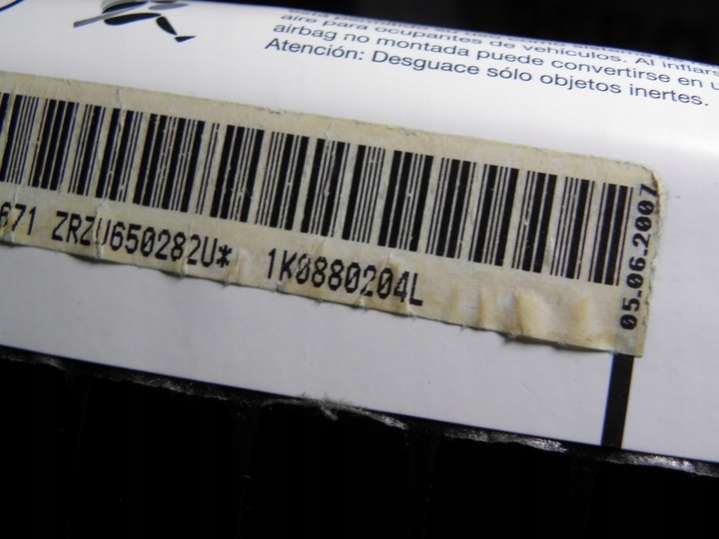 aire para ocupantes de vehículos. Al inflarse
airbag no montada puede convertirse en u
Atención: Desguace sólo objetos inertes.
671 ZRZU650282U* 1K0880204L
05.06.2007